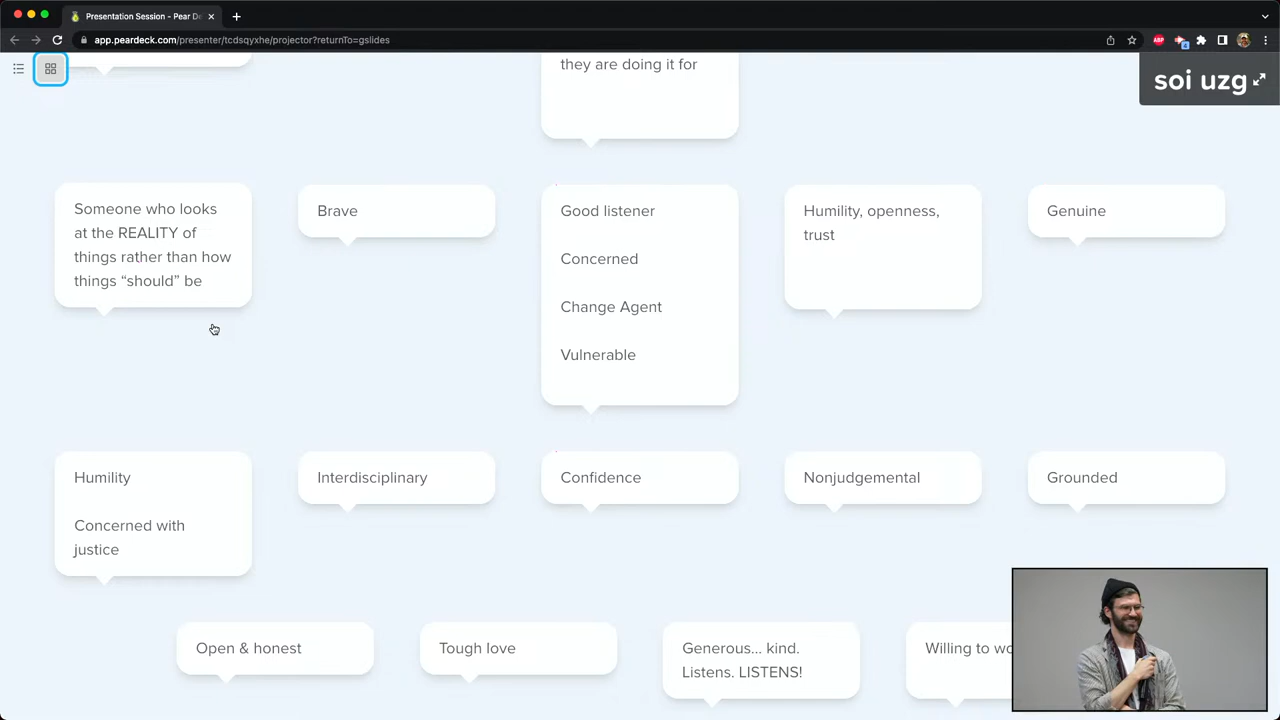 Presentation Session - Pear De
app.peardeck.com/presenter/tcdsqyxhe/projector?returnTo=gslides
soi uzg
they are doing it for
Someone who looks
at the REALITY of
things rather than how
things “should” be
Brave
Good listener
Concerned
Change Agent
Vulnerable
Humility, openness,
trust
Genuine
Humility
Concerned with
justice
Interdisciplinary
Confidence
Nonjudgemental
Grounded
Open & honest
Tough love
Generous... kind.
Listens. LISTENS!
Willing to wo